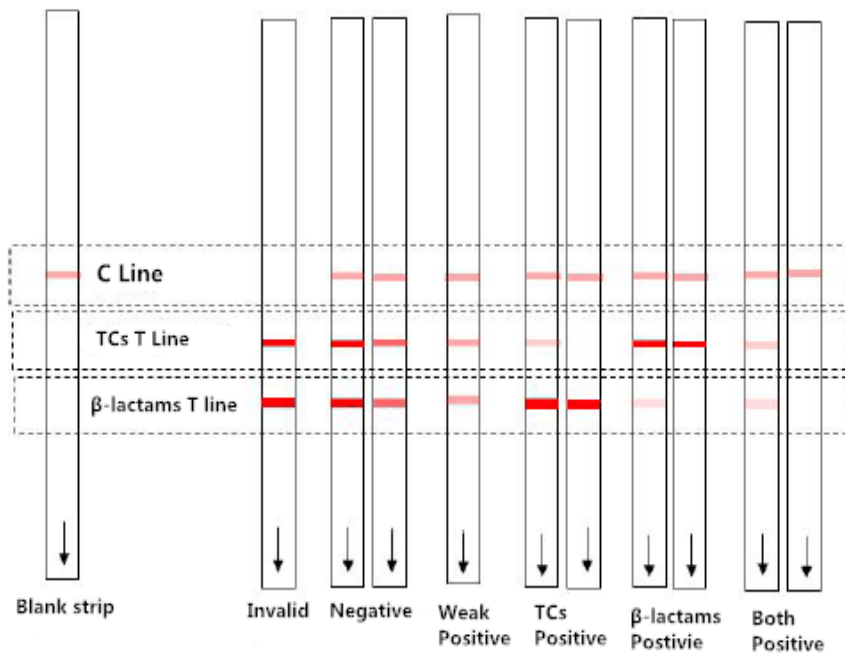 C Line
TCs T Line
β-lactams T line
Blank strip
Invalid
Negative
Weak
Positive
TCs
Positive
β-lactams
Postivie
Both
Positive